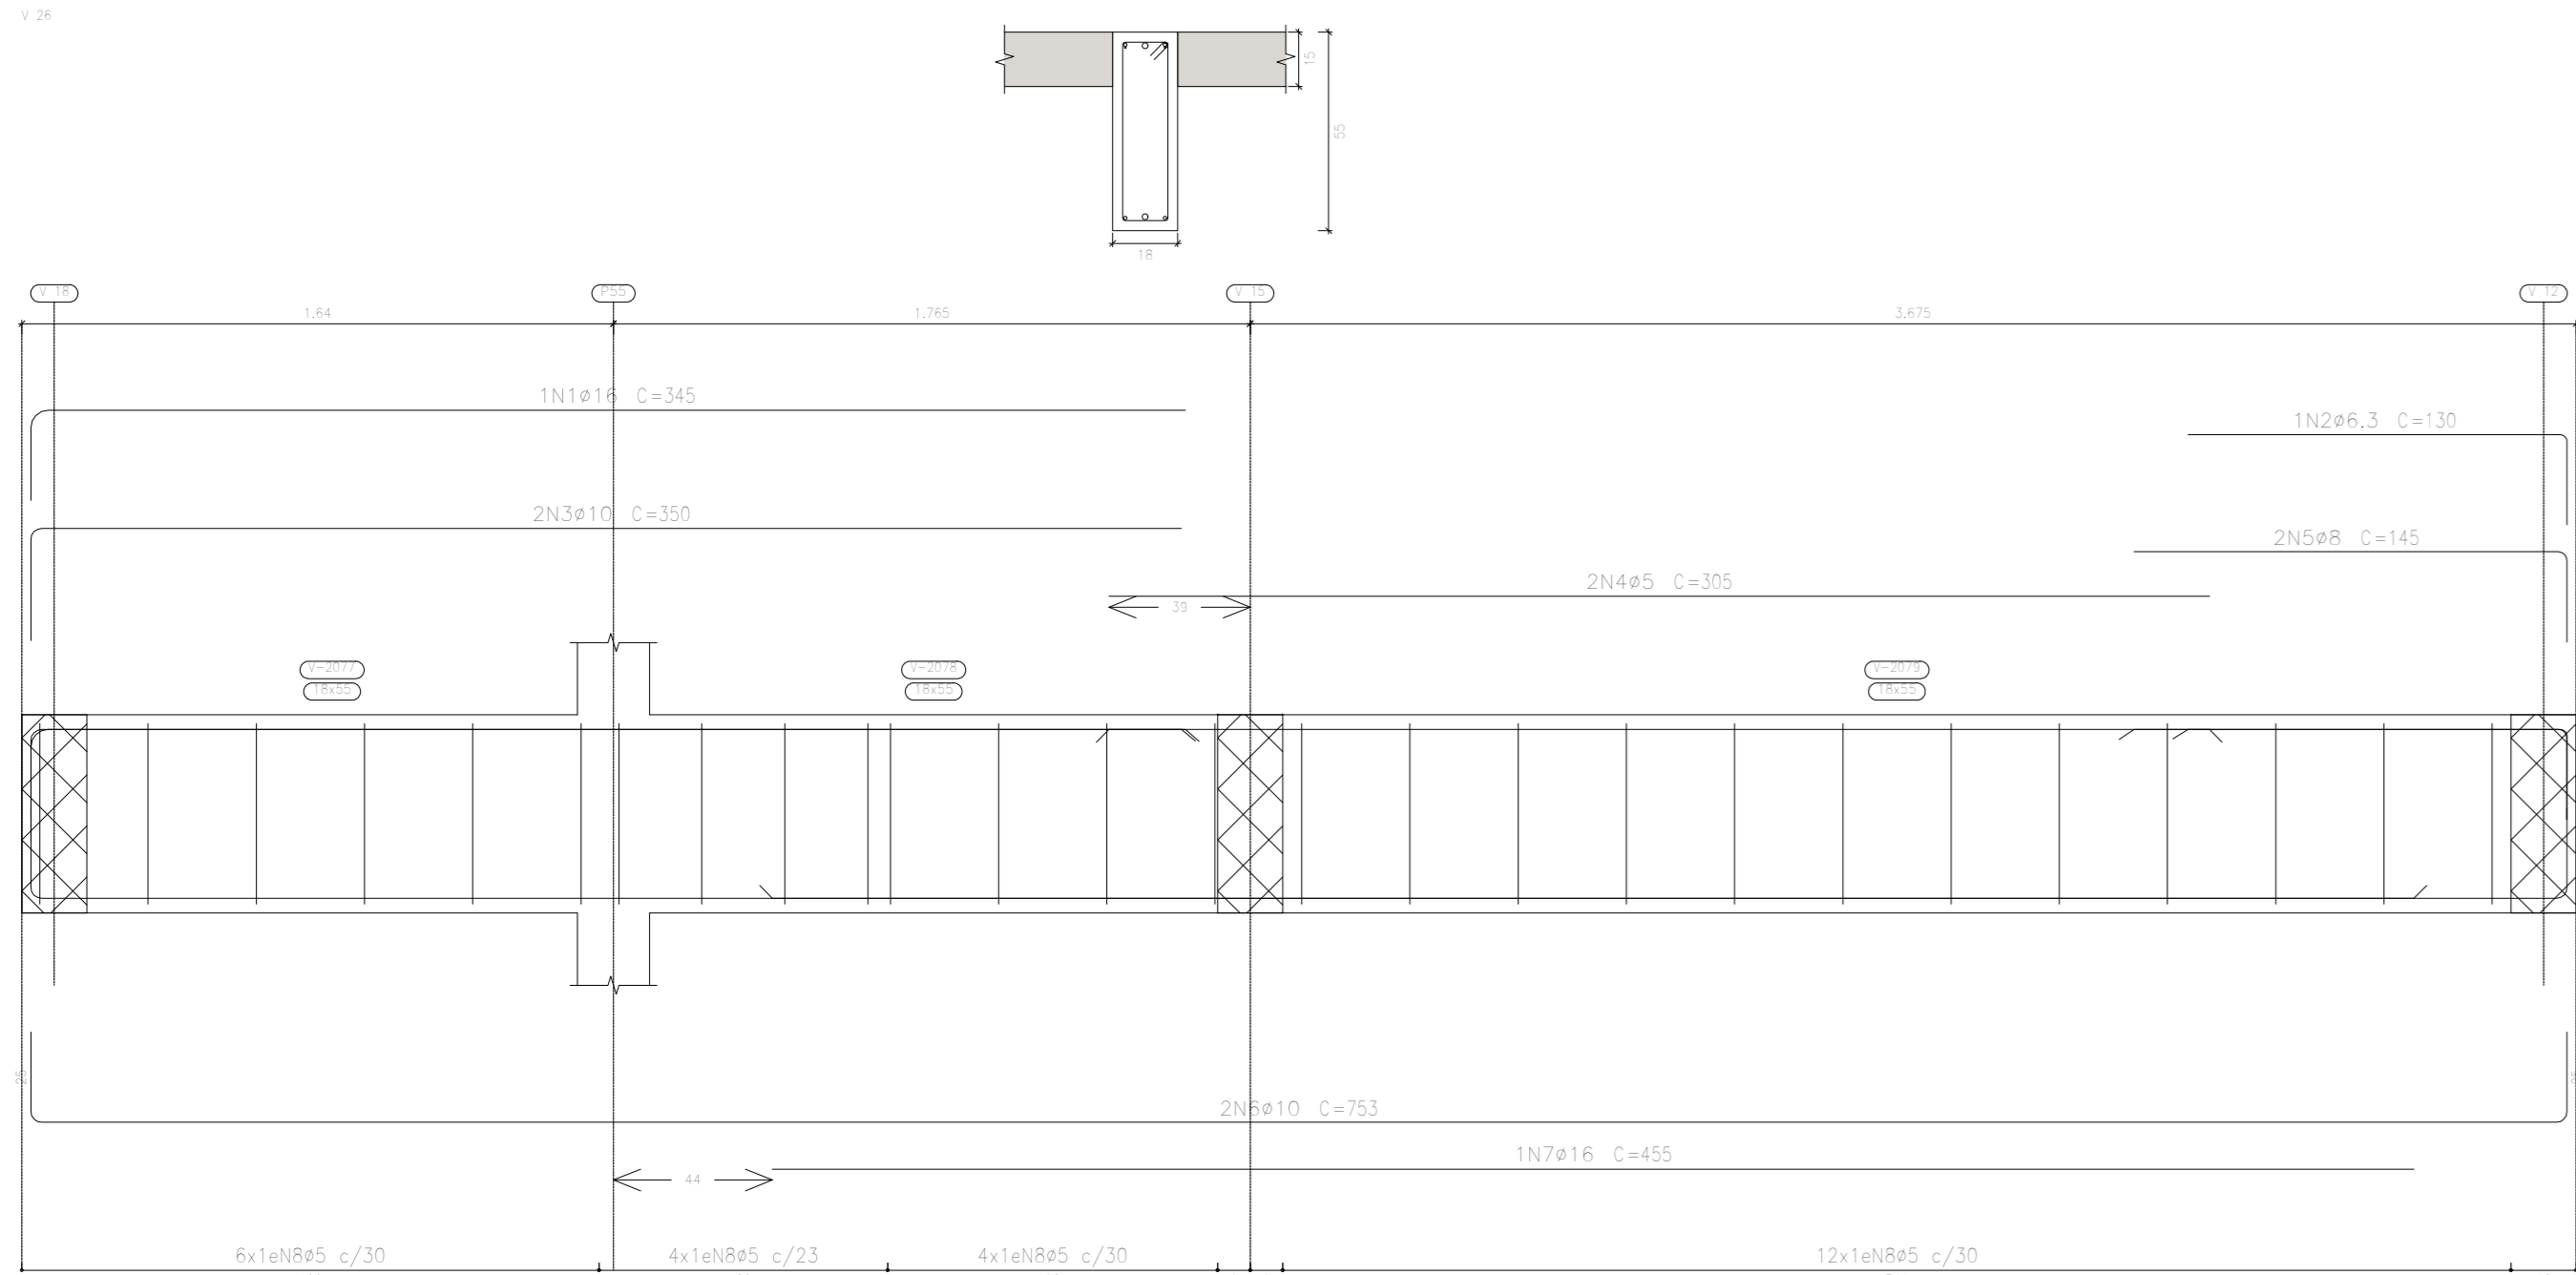 V 26
15
55
18
V 18
P55
V 15
V 12
1.64
1.765
3.675
1N1ø16 C=345
1N2ø6.3 C=130
2N3ø10 C=350
2N5ø8 C=145
2N4ø5 C=305
39
V-2077
18x55
V-2078
18x55
V-2079
18x55
25
2N6ø10 C=753
1N7ø16 C=455
44
6x1eN8ø5 c/30
4x1eN8ø5 c/23
4x1eN8ø5 c/30
12x1eN8ø5 c/30